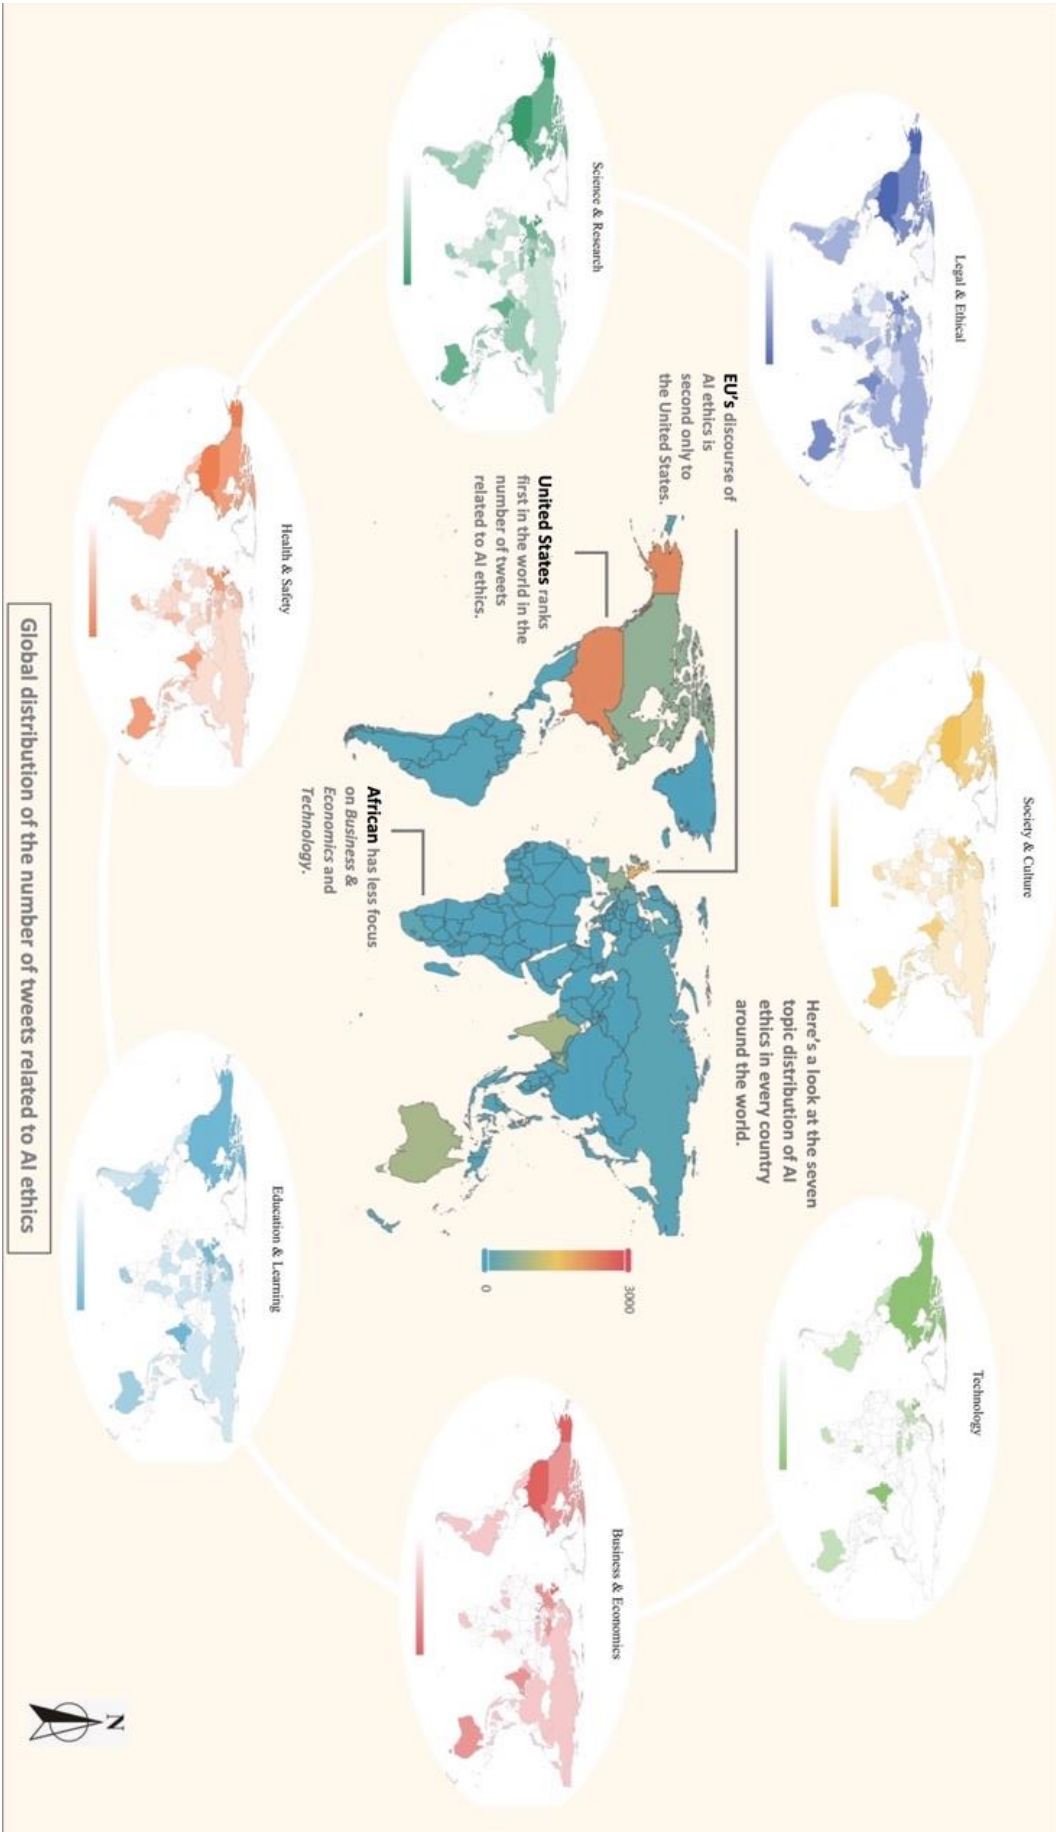 Society & Culture
Legal & Ethical
Technology
Here's a look at the seven
topic distribution of AI
ethics in every country
around the world.
EU's discourse of
AI ethics is
second only to
the United States.
3000
0
Science & Research
United States ranks
first in the world in the
number of tweets
related to AI ethics.
Business & Economics
African has less focus
on Business &
Economics and
Technology.
Health & Safety
Education & Learning
N
Global distribution of the number of tweets related to AI ethics